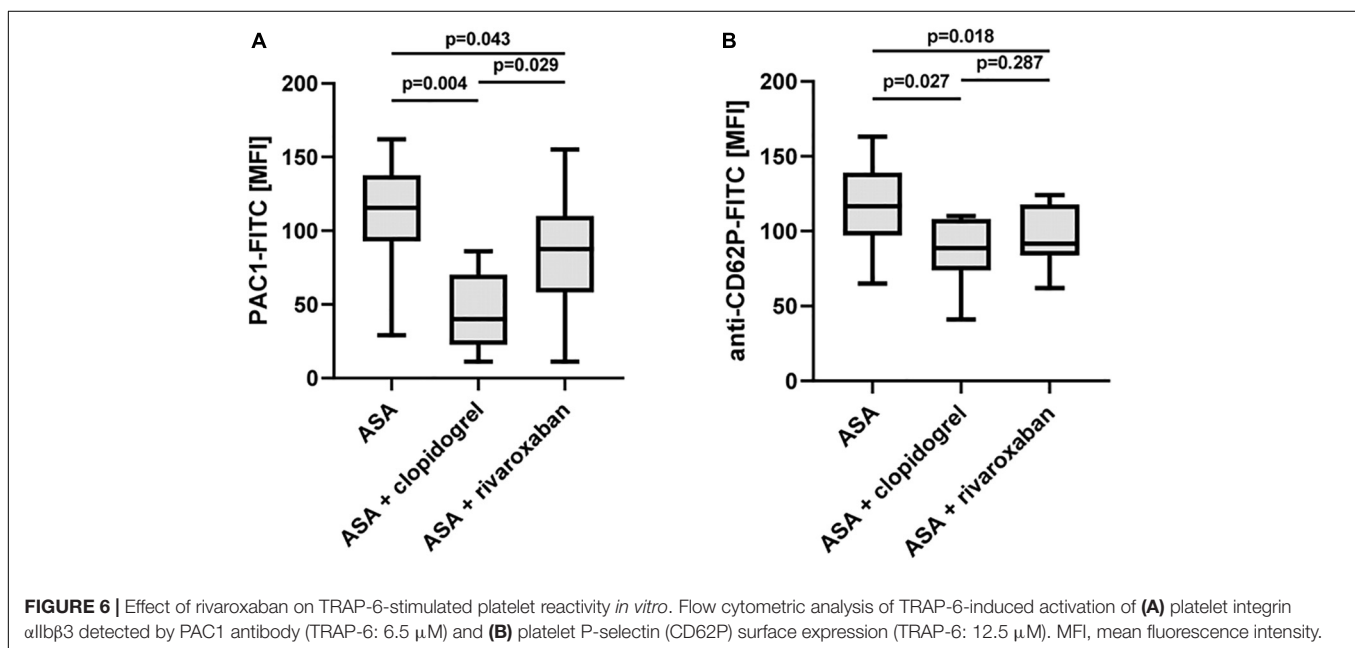 A
p=0.043
p=0.029
p=0.004
PAC1-FITC [MFI]
200
150
100
50
0
ASA
ASA + clopidogrel
ASA + rivaroxaban
B
p=0.018
p=0.287
p=0.027
anti-CD62P-FITC [MFI]
200
150
100
50
0
ASA
ASA + clopidogrel
ASA + rivaroxaban
FIGURE 6 | Effect of rivaroxaban on TRAP-6-stimulated platelet reactivity in vitro. Flow cytometric analysis of TRAP-6-induced activation of (A) platelet integrin
αIIbβ3 detected by PAC1 antibody (TRAP-6: 6.5 μM) and (B) platelet P-selectin (CD62P) surface expression (TRAP-6: 12.5 μM). MFI, mean fluorescence intensity.